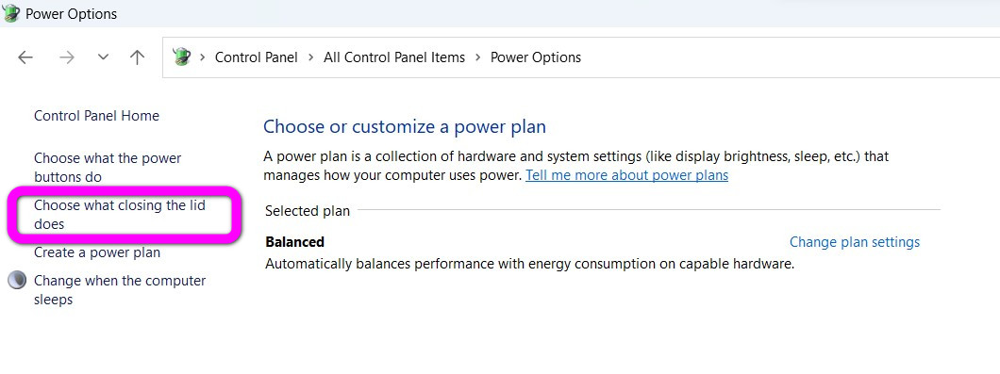 Power Options
Control Panel > All Control Panel Items > Power Options
Control Panel Home
Choose what the power
buttons do
Choose what closing the lid
does
Create a power plan
Change when the computer
sleeps
Choose or customize a power plan
A power plan is a collection of hardware and system settings (like display brightness, sleep, etc.) that
manages how your computer uses power. Tell me more about power plans
Selected plan
Balanced
Change plan settings
Automatically balances performance with energy consumption on capable hardware.